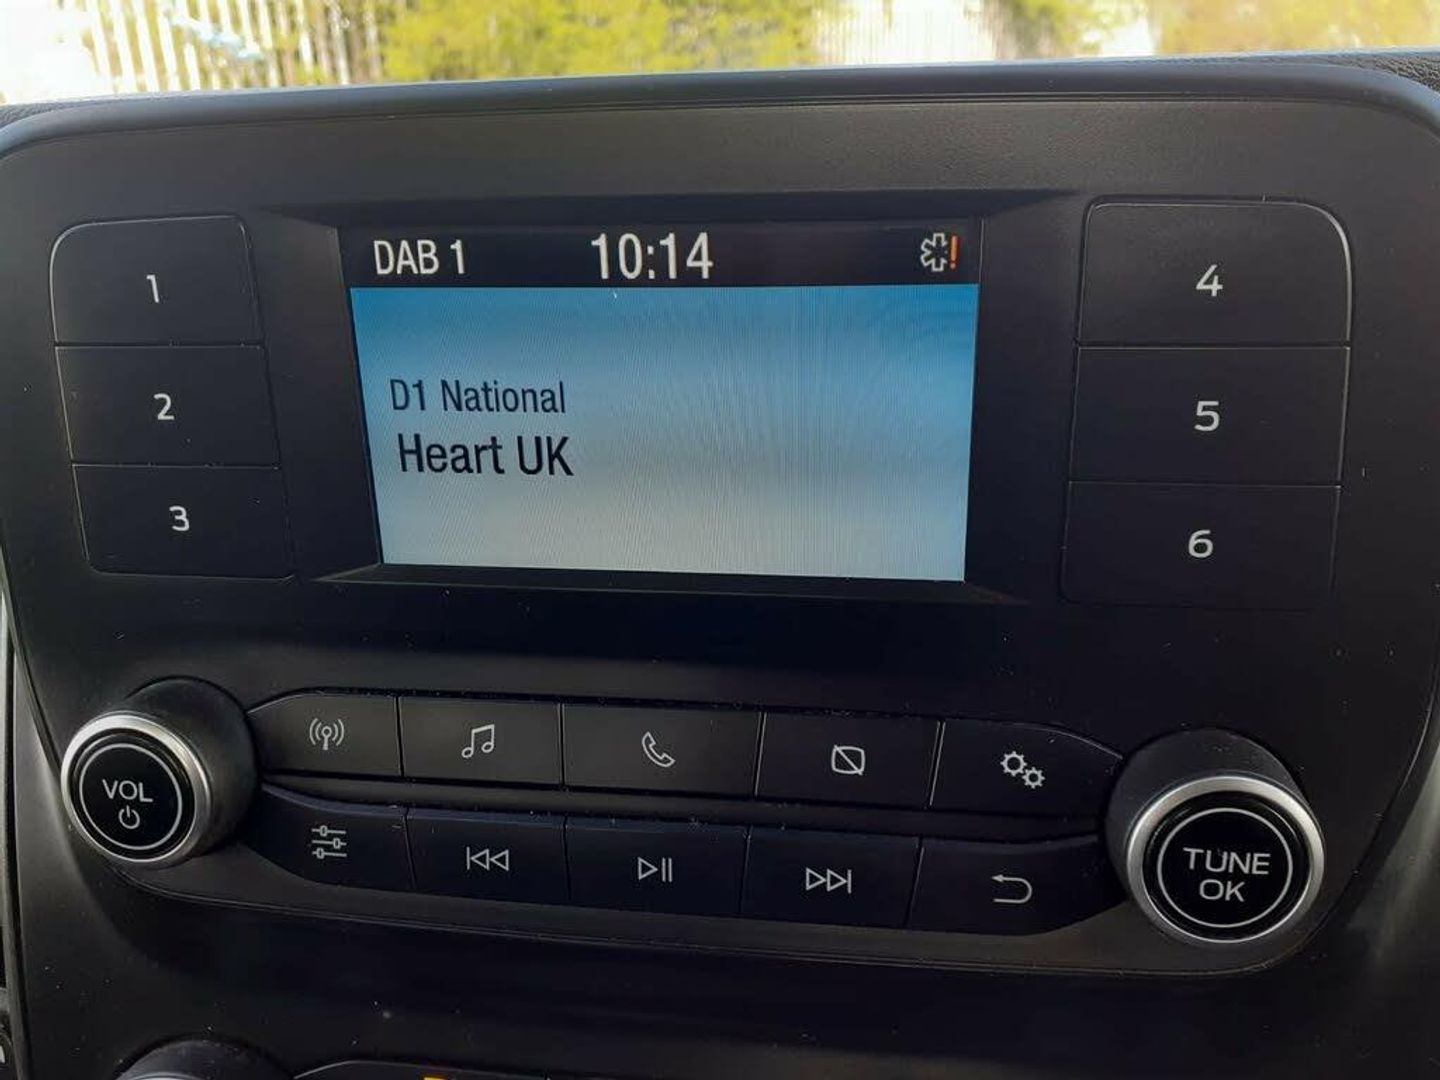 DAB 1 10:14
D1 National
Heart UK
1
2
3
4
5
6
VOL
TUNE
OK